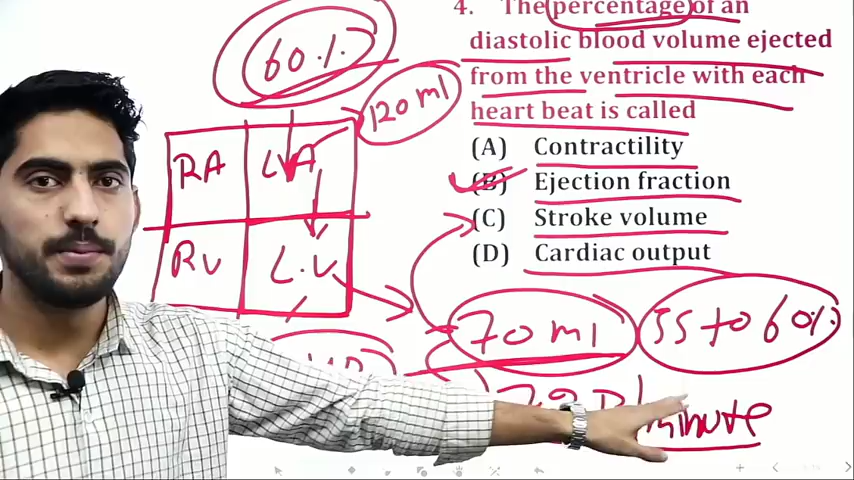 4. The percentage of an
diastolic blood volume ejected
from the ventricle with each
heart beat is called
(A) Contractility
(B) Ejection fraction
(C) Stroke volume
(D) Cardiac output
60%
120 ml
RA LA
RV L.V
70 ml
55 to 60%
minute